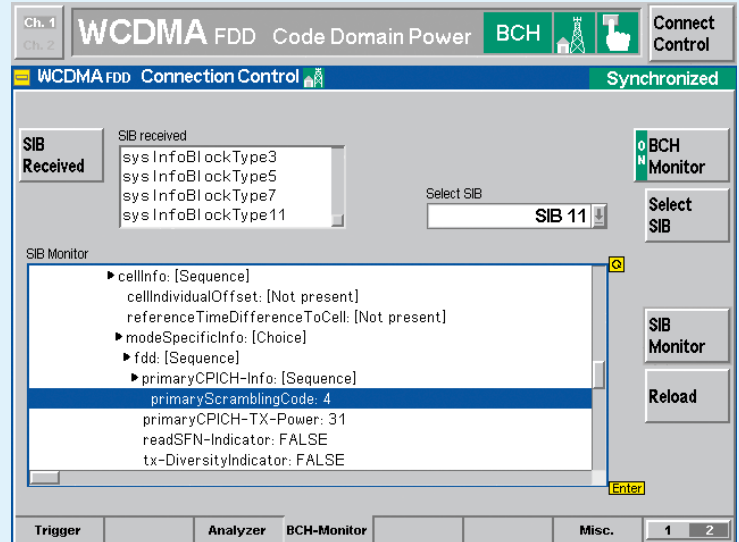 Ch. 1
Ch. 2
WCDMA FDD Code Domain Power
BCH
Connect
Control
WCDMA FDD Connection Control
Synchronized
SIB
Received
SIB received
sysInfoBlockType3
sysInfoBlockType5
sysInfoBlockType7
sysInfoBlockType11
Select SIB
SIB 11
ON
BCH
Monitor
Select
SIB
SIB Monitor
cellInfo: [Sequence]
cellIndividualOffset: [Not present]
referenceTimeDifferenceToCell: [Not present]
modeSpecificInfo: [Choice]
fdd: [Sequence]
primaryCPICH-Info: [Sequence]
primaryScramblingCode: 4
primaryCPICH-TX-Power: 31
readSFN-Indicator: FALSE
tx-DiversityIndicator: FALSE
Q
SIB
Monitor
Reload
Enter
Trigger
Analyzer
BCH-Monitor
Misc.
1 2